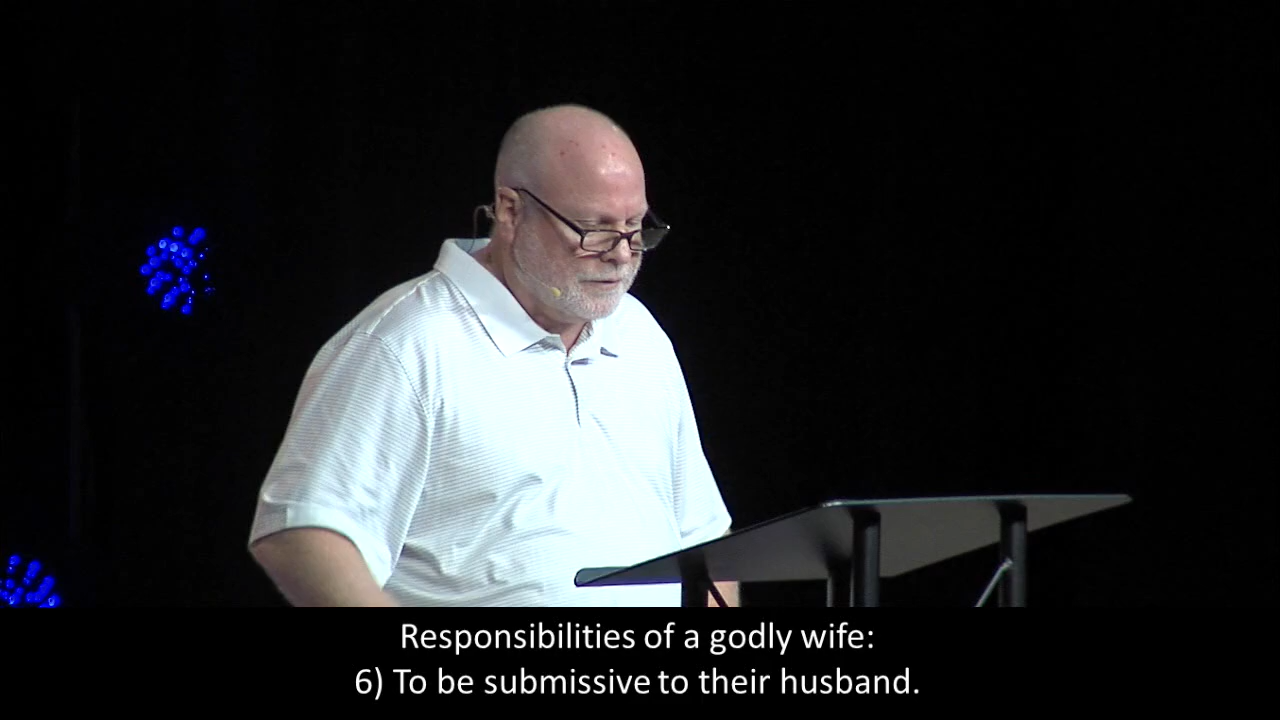 Responsibilities of a godly wife:
6) To be submissive to their husband.